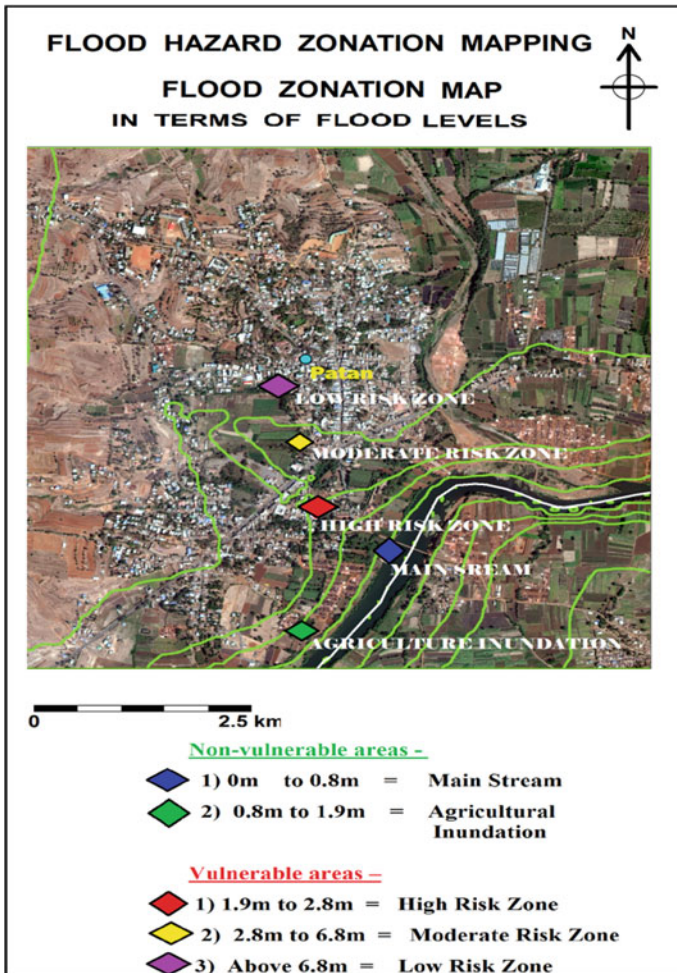 FLOOD HAZARD ZONATION MAPPING
N
FLOOD ZONATION MAP
IN TERMS OF FLOOD LEVELS
Patan
LOW RISK ZONE
MODERATE RISK ZONE
HIGH RISK ZONE
MAIN SREAM
AGRICULTURE INUNDATION
0 2.5 km
Non-vulnerable areas -
1) 0m to 0.8m = Main Stream
2) 0.8m to 1.9m = Agricultural
Inundation
Vulnerable areas –
1) 1.9m to 2.8m = High Risk Zone
2) 2.8m to 6.8m = Moderate Risk Zone
3) Above 6.8m = Low Risk Zone